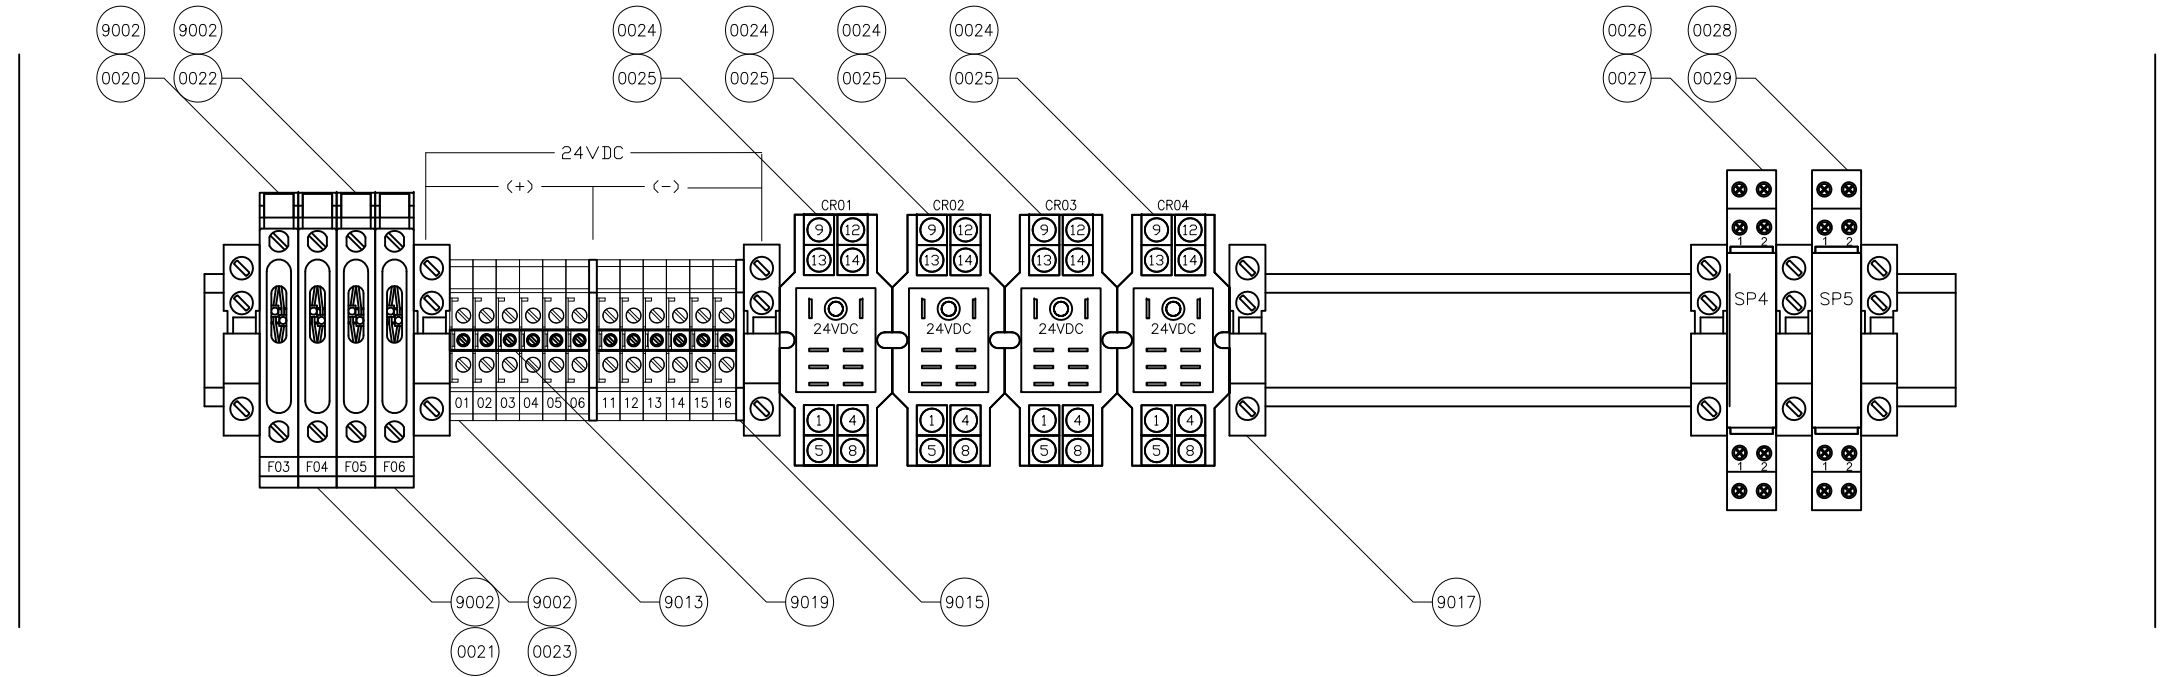 9002 9002 0024 0024 0024 0024 0026 0028
0020 0022 0025 0025 0025 0025 0027 0029
24VDC
(+) (-)
CR01 CR02 CR03 CR04
9 12 9 12 9 12 9 12
1 2 1 2
13 14 13 14 13 14 13 14
SP4 SP5
24VDC 24VDC 24VDC 24VDC
01 02 03 04 05 06 11 12 13 14 15 16
1 4 1 4 1 4 1 4
5 8 5 8 5 8 5 8
F03 F04 F05 F06
1 2 1 2
9002 9002 9013 9019 9015 9017
0021 0023